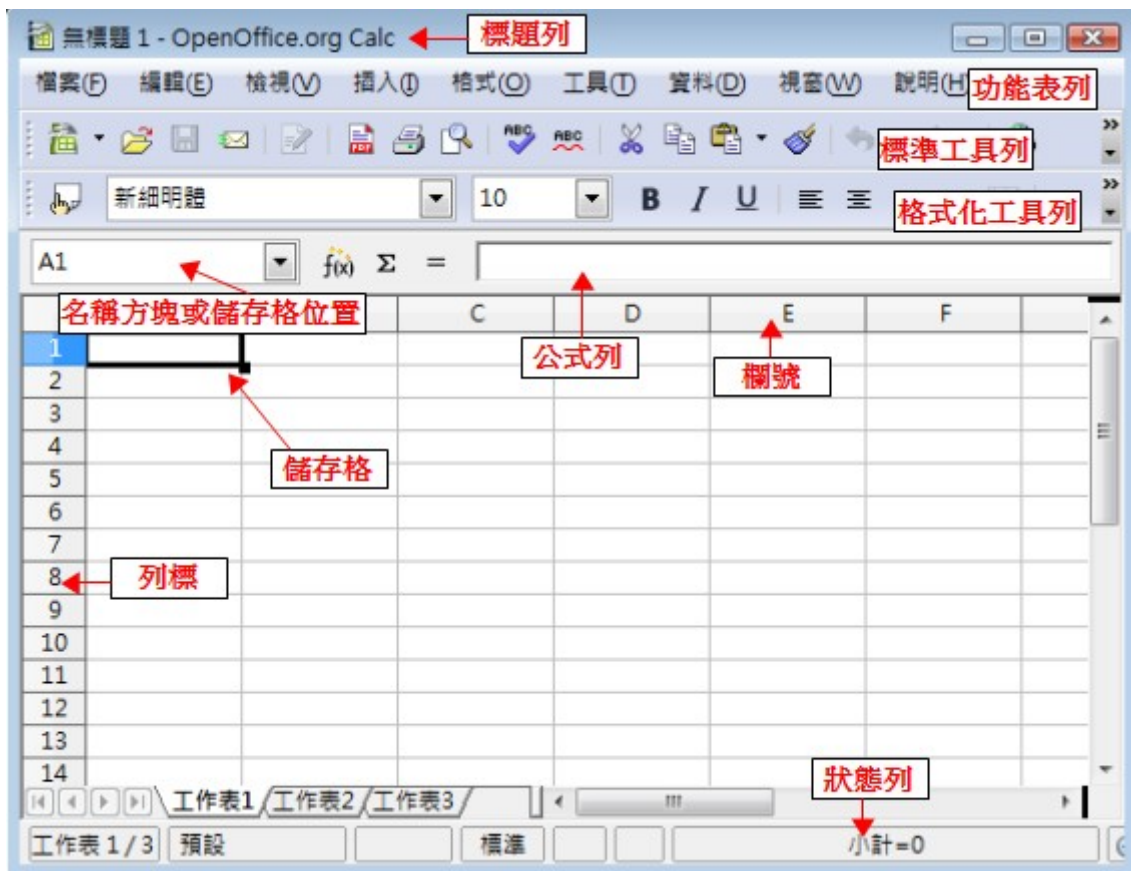 無標題 1 - OpenOffice.org Calc 標題列
檔案(F) 編輯(E) 檢視(V) 插入(I) 格式(O) 工具(T) 資料(D) 視窗(W) 說明(H) 功能表列
PDF ABC ABC 標準工具列
新細明體 10 B I U 格式化工具列
A1 f(x) Σ =
名稱方塊或儲存格位置 C D E F
1 公式列
2 欄號
3
4
5 儲存格
6
7
8 列標
9
10
11
12
13
14 狀態列
工作表1 工作表2 工作表3
工作表 1 / 3 預設 標準 小計=0